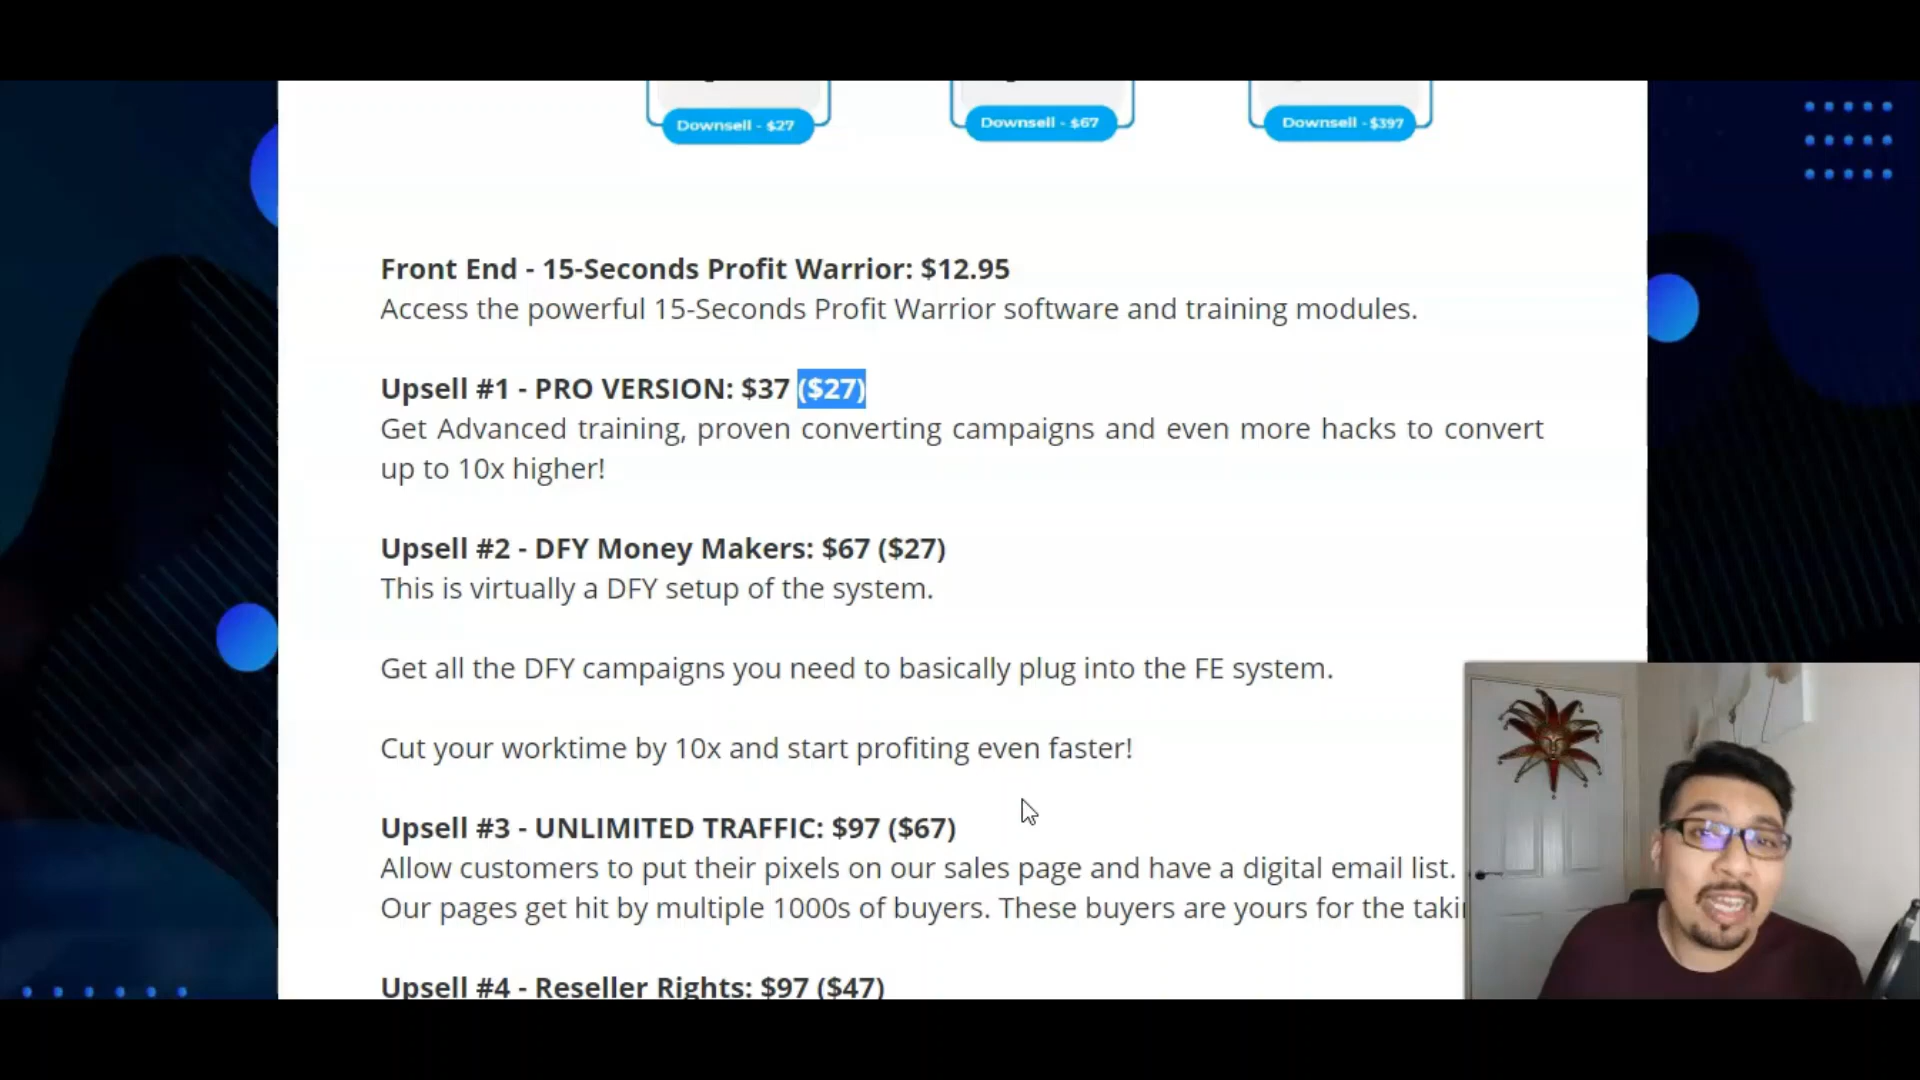 Downsell - $27 Downsell - $67 Downsell - $397
Front End - 15-Seconds Profit Warrior: $12.95
Access the powerful 15-Seconds Profit Warrior software and training modules.
Upsell #1 - PRO VERSION: $37 ($27)
Get Advanced training, proven converting campaigns and even more hacks to convert
up to 10x higher!
Upsell #2 - DFY Money Makers: $67 ($27)
This is virtually a DFY setup of the system.
Get all the DFY campaigns you need to basically plug into the FE system.
Cut your worktime by 10x and start profiting even faster!
Upsell #3 - UNLIMITED TRAFFIC: $97 ($67)
Allow customers to put their pixels on our sales page and have a digital email list.
Our pages get hit by multiple 1000s of buyers. These buyers are yours for the
Upsell #4 - Reseller Rights: $97 ($47)